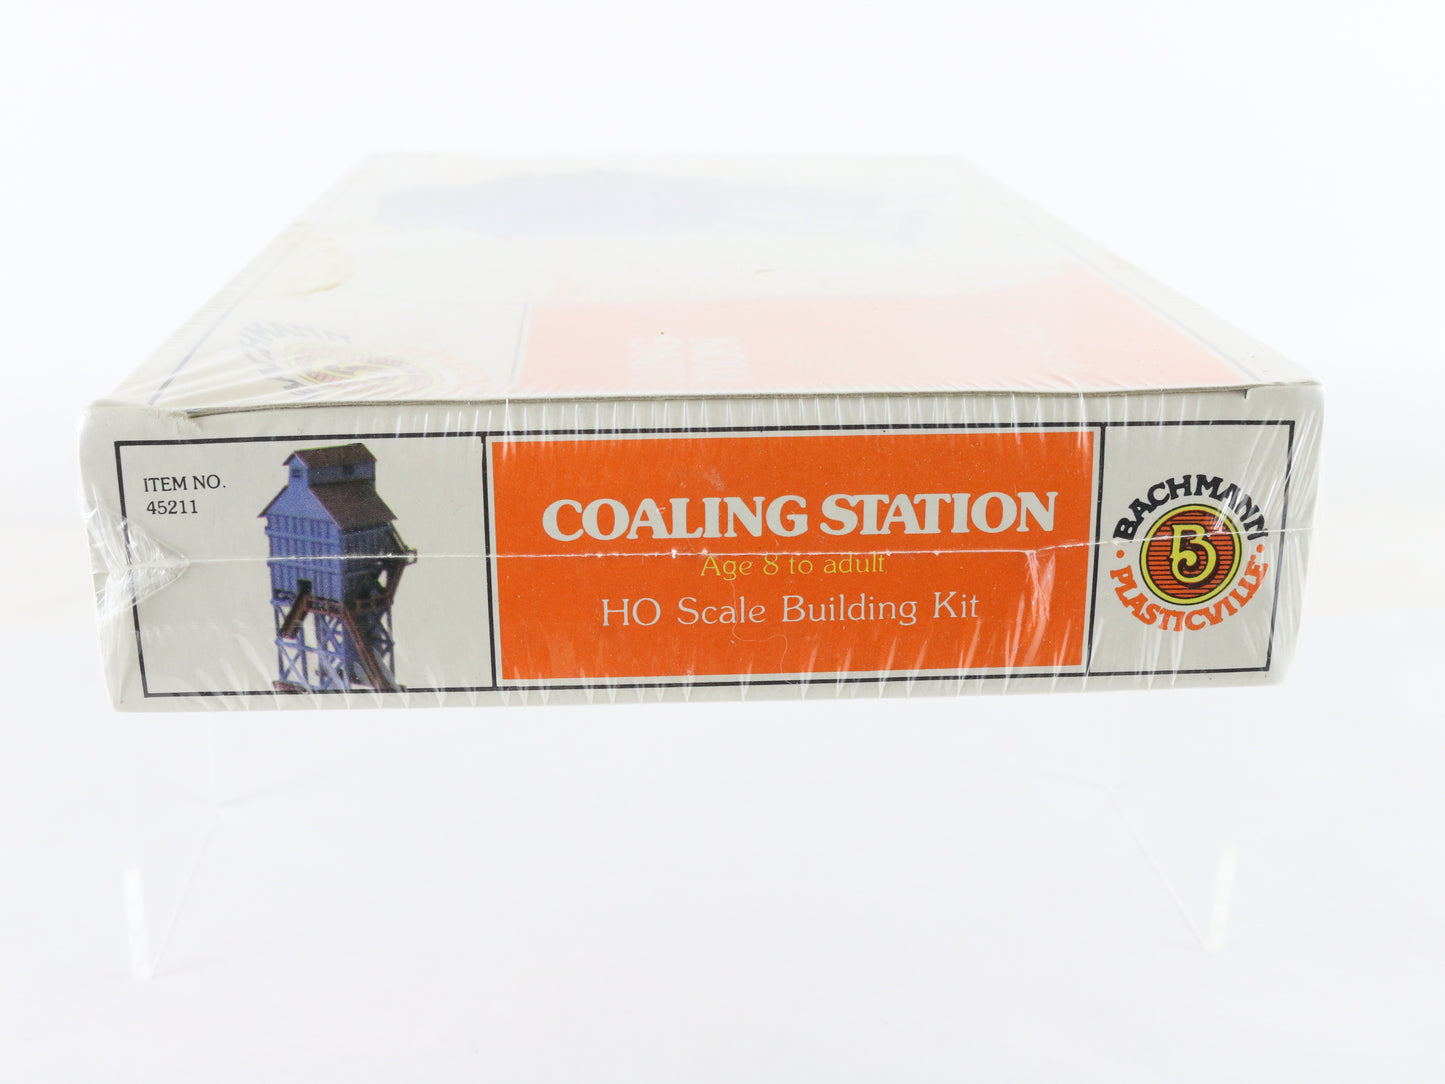 ITEM NO.
45211
COALING STATION
Age 8 to adult
HO Scale Building Kit
BACHMANN
B
• PLASTICVILLE® •